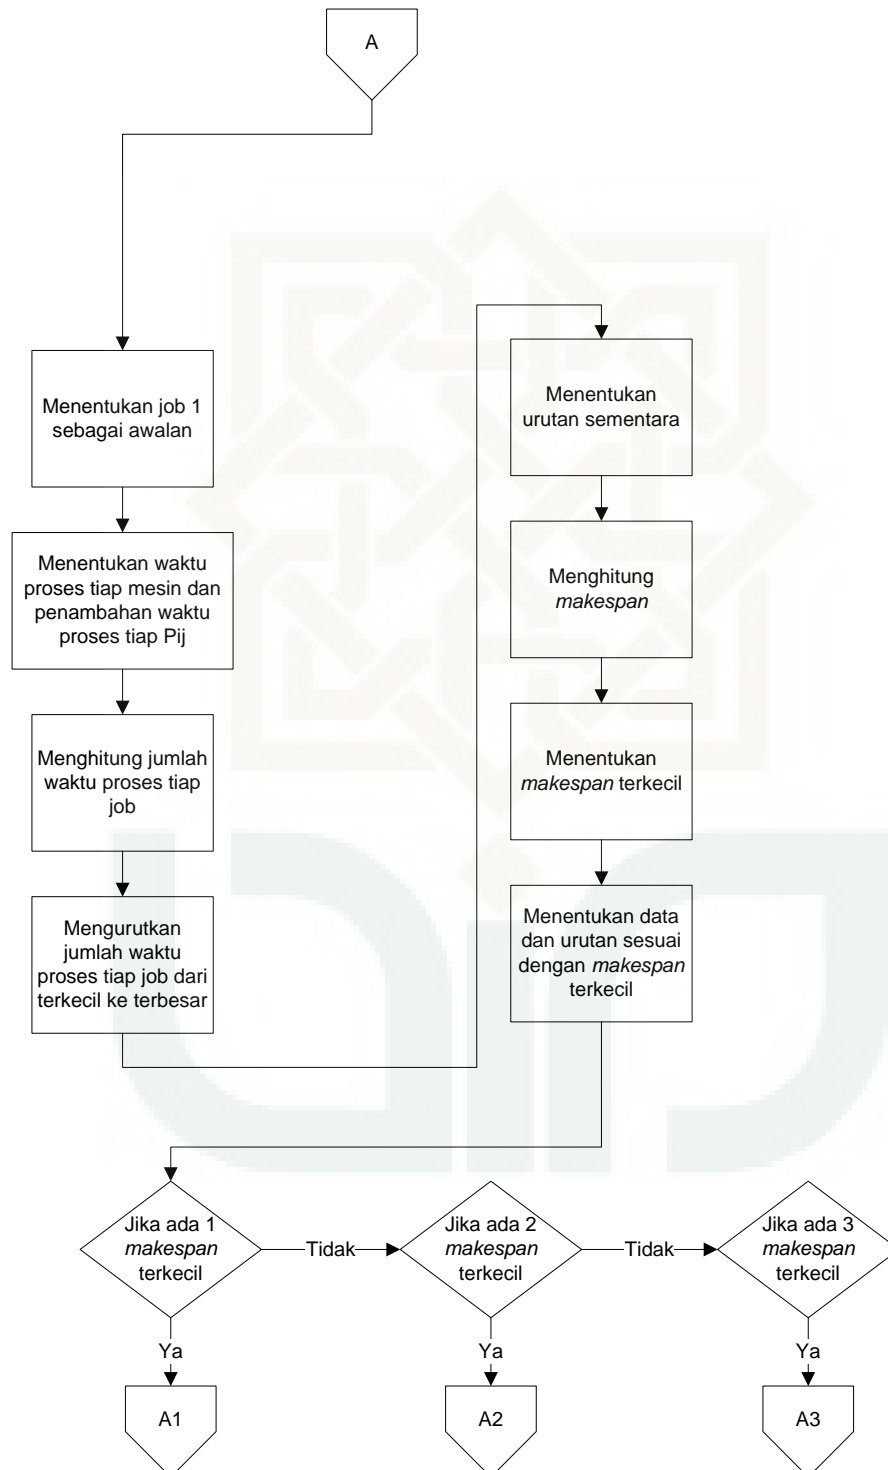 A
Menentukan job 1
sebagai awalan
Menentukan waktu
proses tiap mesin dan
penambahan waktu
proses tiap Pij
Menghitung jumlah
waktu proses tiap
job
Mengurutkan
jumlah waktu
proses tiap job dari
terkecil ke terbesar
Menentukan
urutan sementara
Menghitung
makespan
Menentukan
makespan terkecil
Menentukan data
dan urutan sesuai
dengan makespan
terkecil
Jika ada 1
makespan
terkecil
Tidak
Jika ada 2
makespan
terkecil
Tidak
Jika ada 3
makespan
terkecil
Ya
Ya
Ya
A1
A2
A3